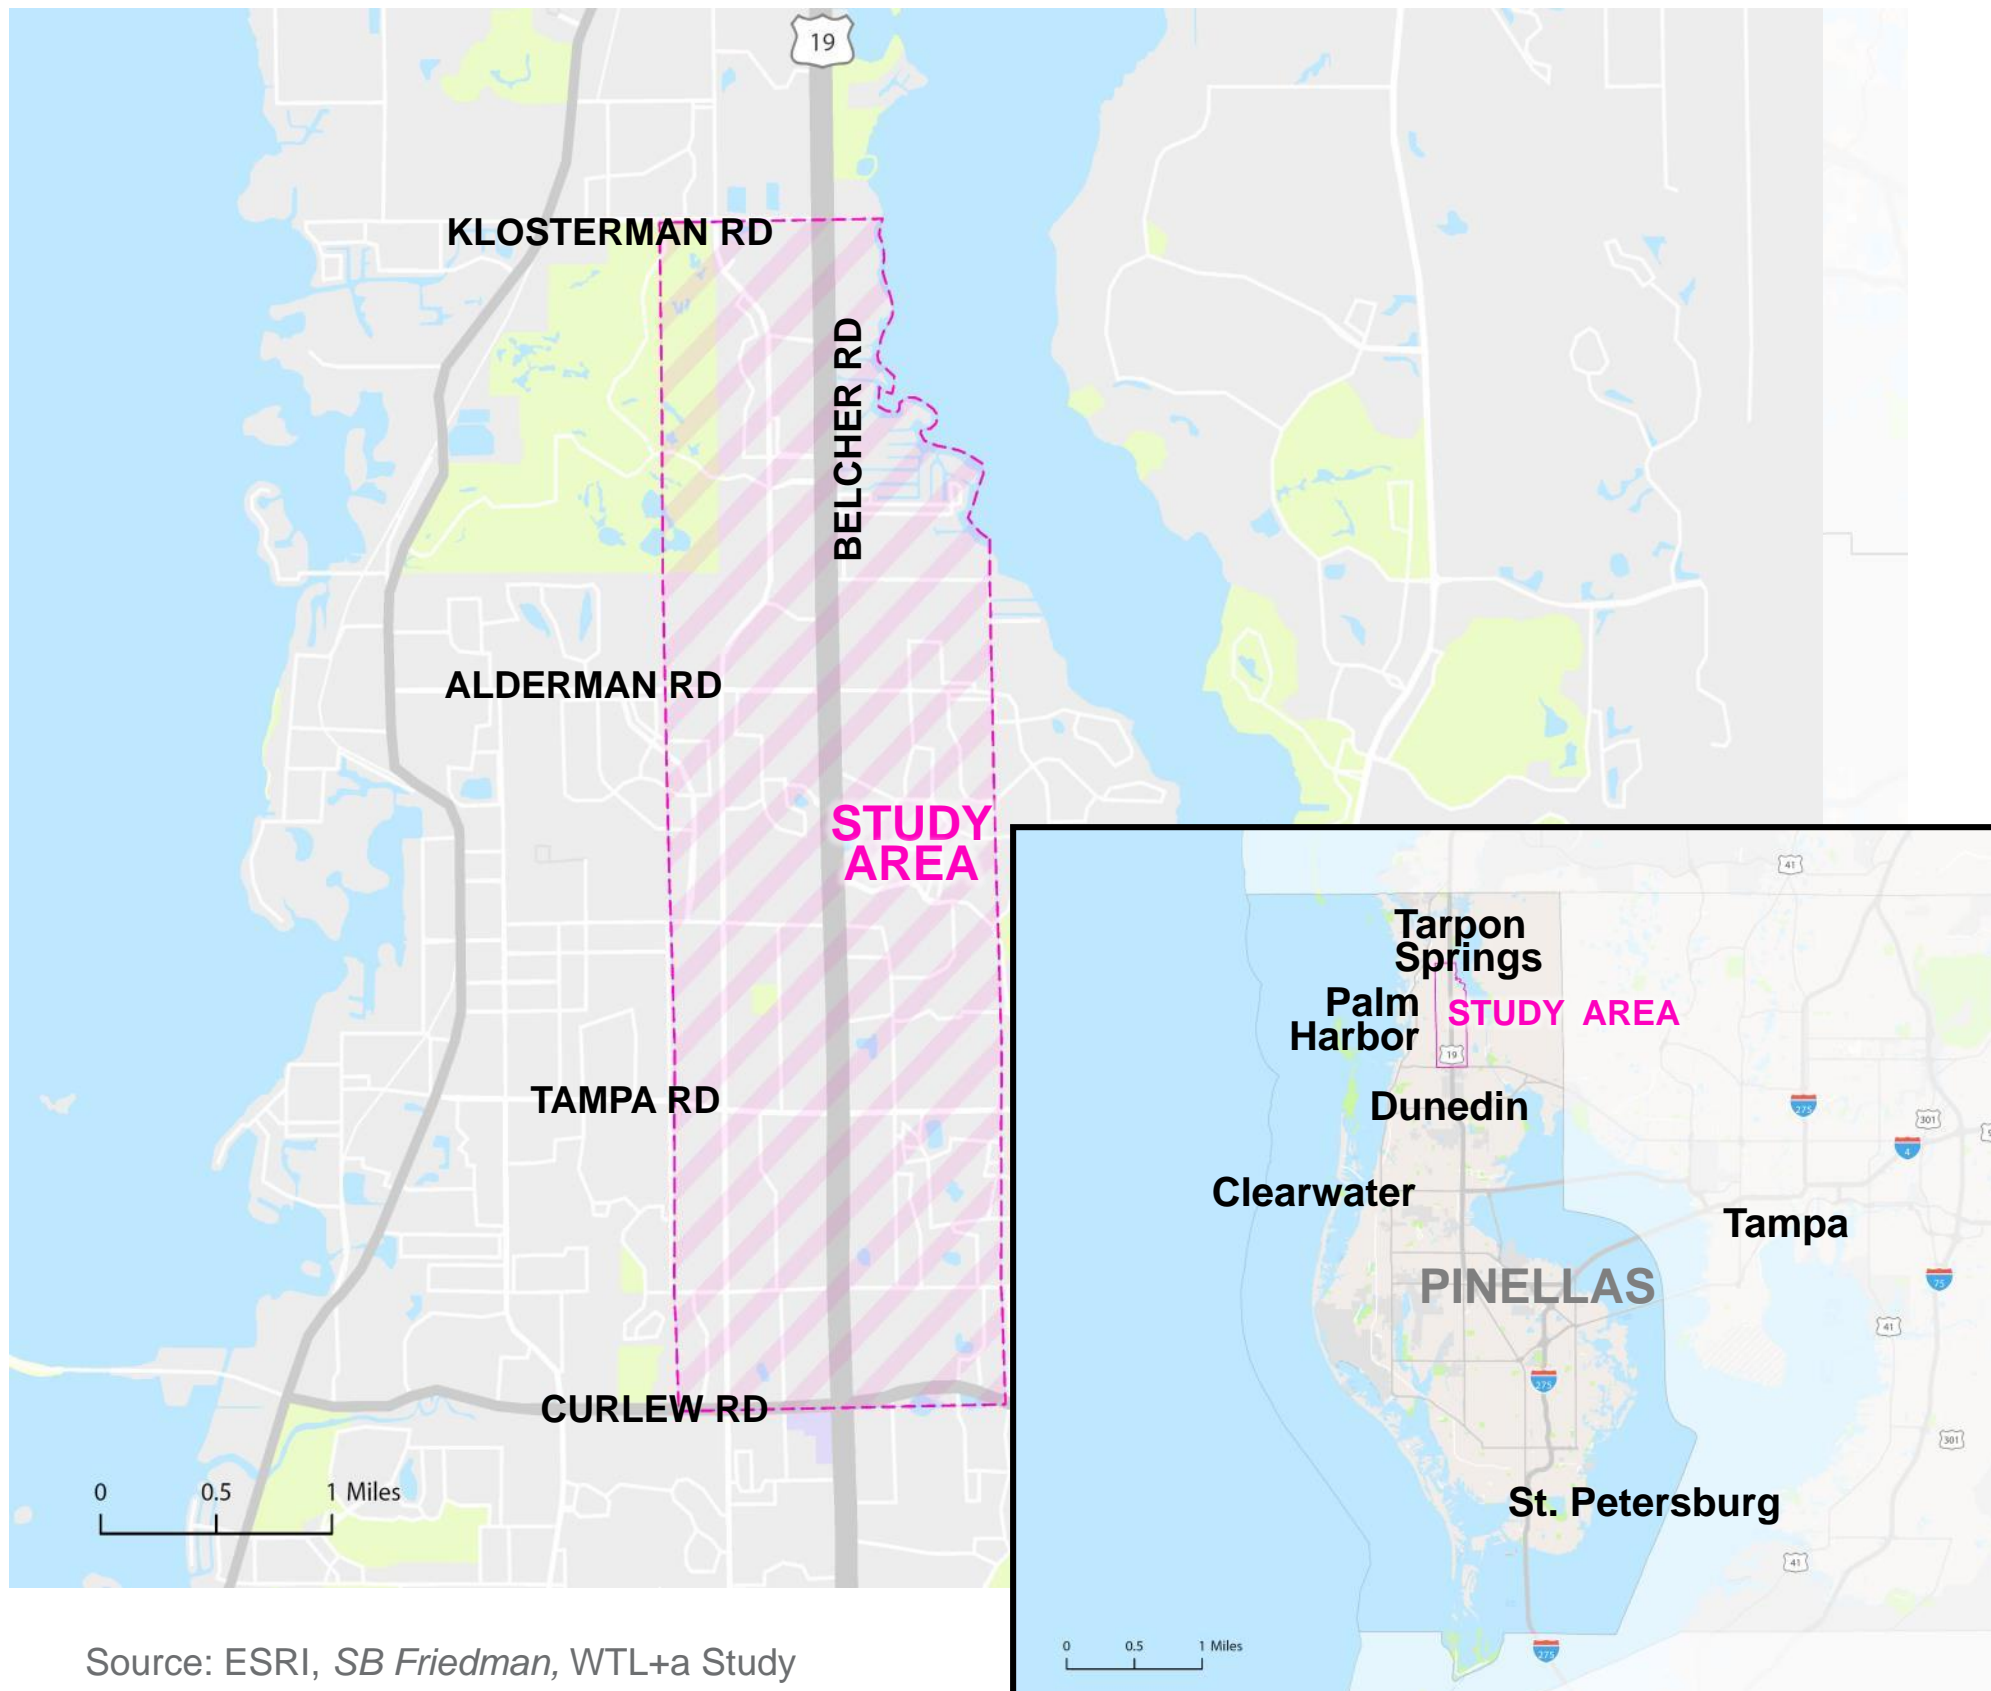 19
KLOSTERMAN RD
BELCHER RD
ALDERMAN RD
STUDY
AREA
TAMPA RD
CURLEW RD
0 0.5 1 Miles
41
Tarpon
Springs
Palm
Harbor
STUDY AREA
19
Dunedin
275
301
4
Clearwater
Tampa
PINELLAS
75
41
275
301
St. Petersburg
41
275
0 0.5 1 Miles
Source: ESRI, SB Friedman, WTL+a Study